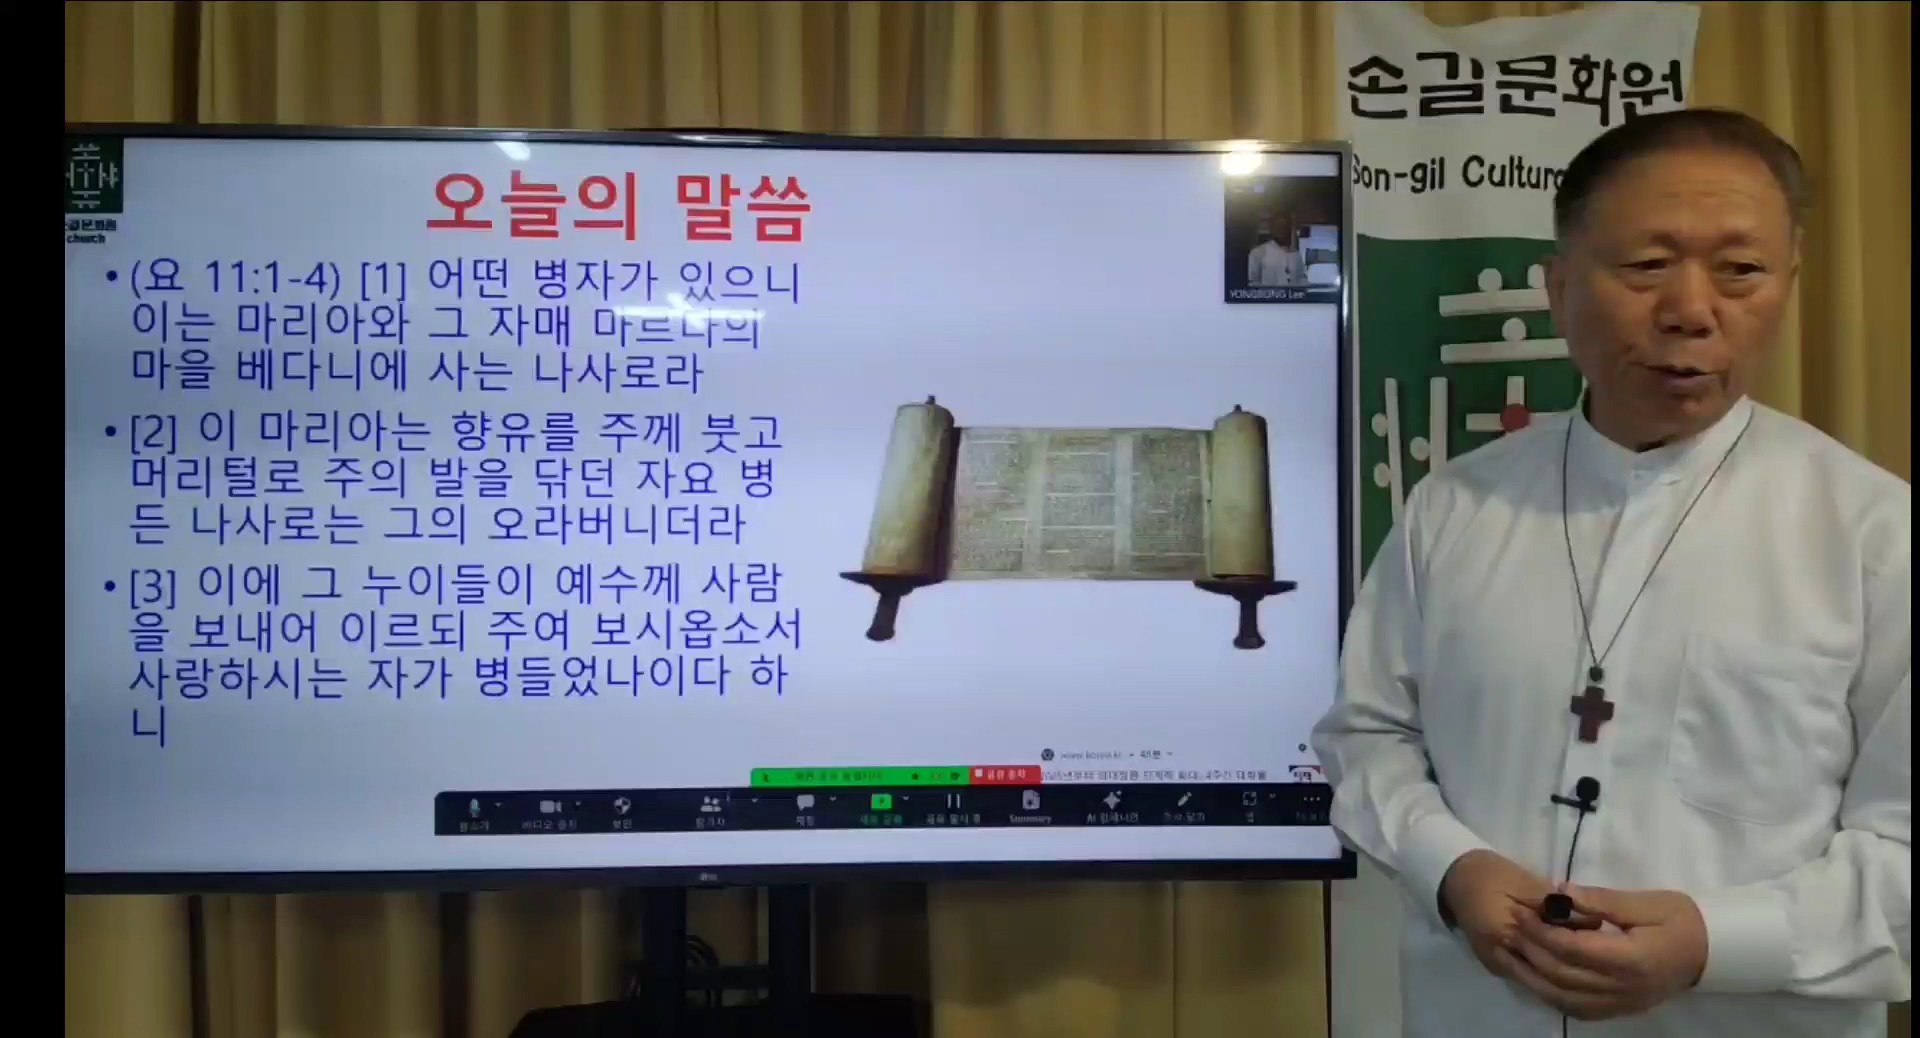 손길문화원
Son-gil Cultura
church
오늘의 말씀
• (요 11:1-4) [1] 어떤 병자가 있으니
이는 마리아와 그 자매 마르다의
마을 베다니에 사는 나사로라
• [2] 이 마리아는 향유를 주께 붓고
머리털로 주의 발을 닦던 자요 병
든 나사로는 그의 오라버니더라
• [3] 이에 그 누이들이 예수께 사람
을 보내어 이르되 주여 보시옵소서
사랑하시는 자가 병들었나이다 하
니
YONGBONG Lee
Summary